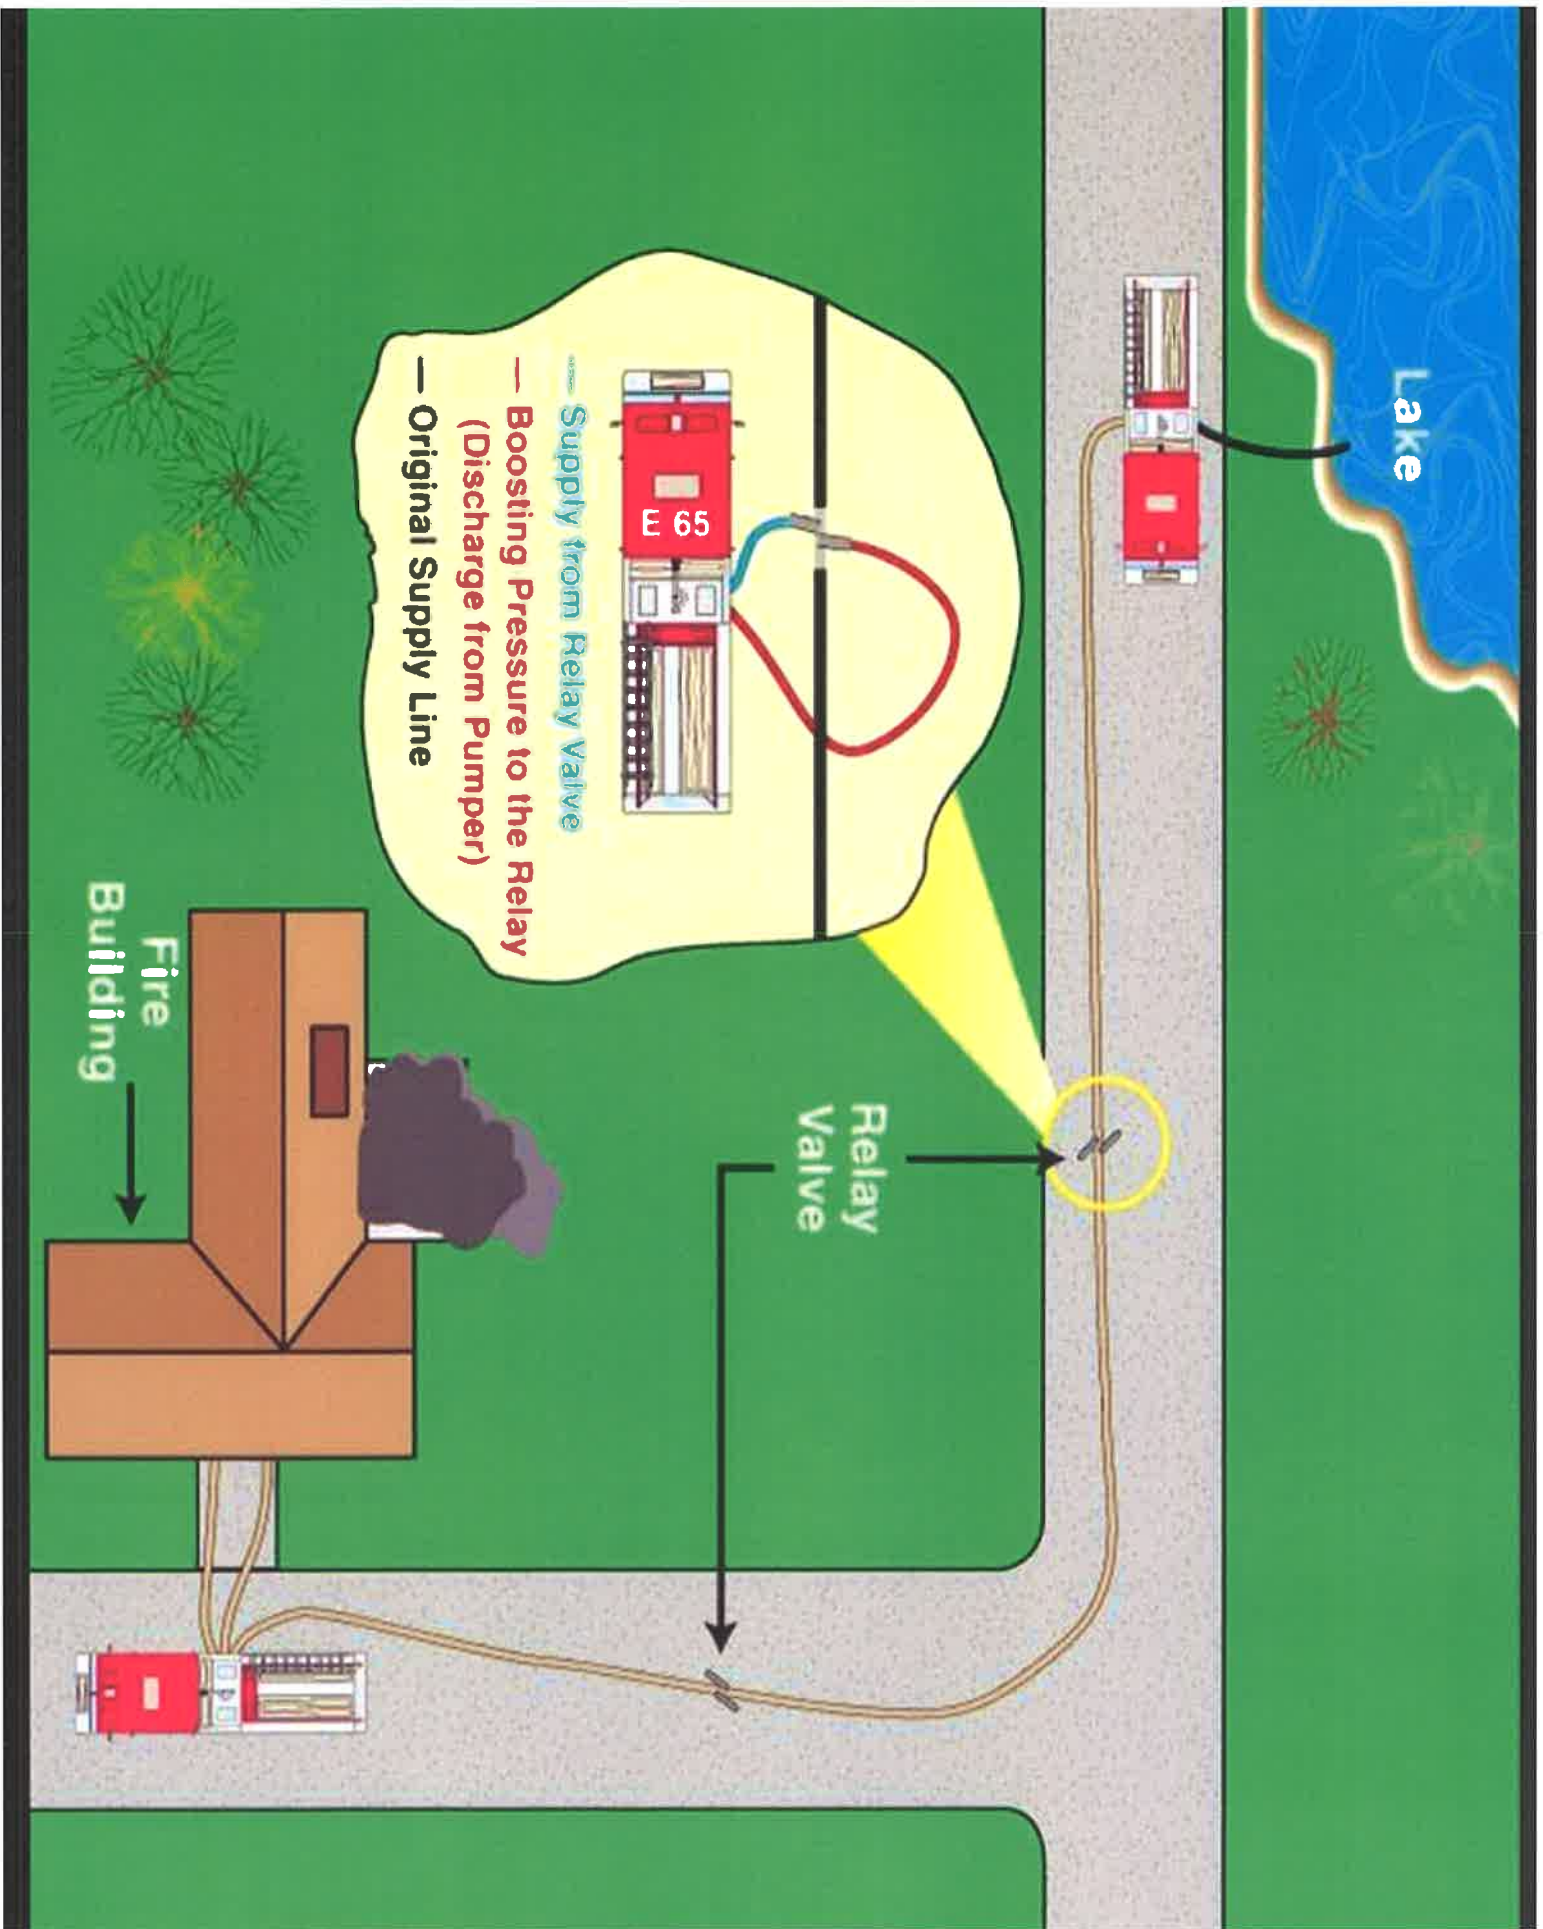 Lake
Relay
Valve
E 65
— Supply from Relay Valve
— Boosting Pressure to the Relay
(Discharge from Pumper)
— Original Supply Line
Fire
Building